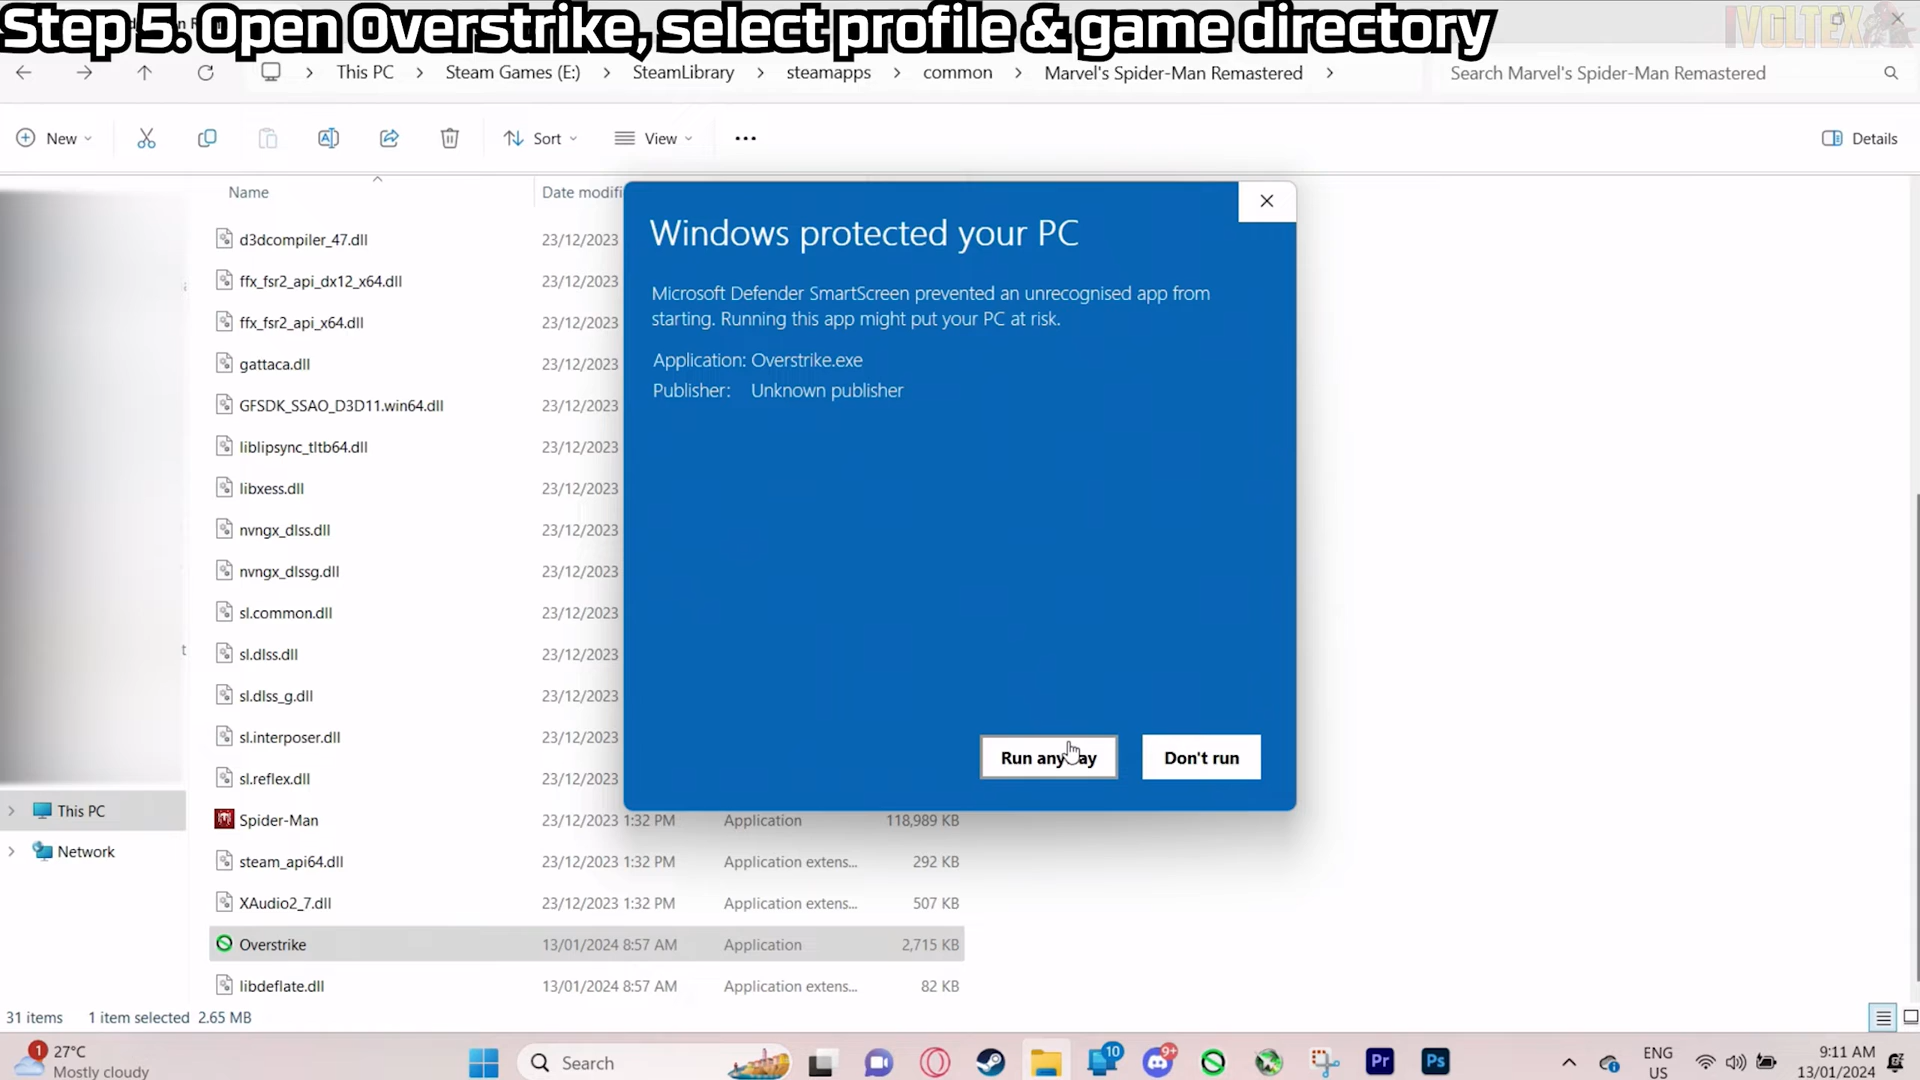 Step 5: Open Overstrike, select profile & game directory
IVOLTEX
This PC > Steam Games (E:) > SteamLibrary > steamapps > common > Marvel's Spider-Man Remastered >
Search Marvel's Spider-Man Remastered
New
Sort
View
Details
Name
Date modifi
d3dcompiler_47.dll 23/12/2023
ffx_fsr2_api_dx12_x64.dll 23/12/2023
ffx_fsr2_api_x64.dll 23/12/2023
gattaca.dll 23/12/2023
GFSDK_SSAO_D3D11.win64.dll 23/12/2023
liblipsync_tltb64.dll 23/12/2023
libxess.dll 23/12/2023
nvngx_dlss.dll 23/12/2023
nvngx_dlssg.dll 23/12/2023
sl.common.dll 23/12/2023
sl.dlss.dll 23/12/2023
sl.dlss_g.dll 23/12/2023
sl.interposer.dll 23/12/2023
sl.reflex.dll 23/12/2023
Spider-Man 23/12/2023 1:32 PM Application 118,989 KB
steam_api64.dll 23/12/2023 1:32 PM Application extens... 292 KB
XAudio2_7.dll 23/12/2023 1:32 PM Application extens... 507 KB
Overstrike 13/01/2024 8:57 AM Application 2,715 KB
libdeflate.dll 13/01/2024 8:57 AM Application extens... 82 KB
Windows protected your PC
Microsoft Defender SmartScreen prevented an unrecognised app from
starting. Running this app might put your PC at risk.
Application: Overstrike.exe
Publisher: Unknown publisher
Run anyway
Don't run
This PC
Network
31 items 1 item selected 2.65 MB
1
27°C
Mostly cloudy
Search
10
9+
Pr
Ps
ENG
US
9:11 AM
13/01/2024